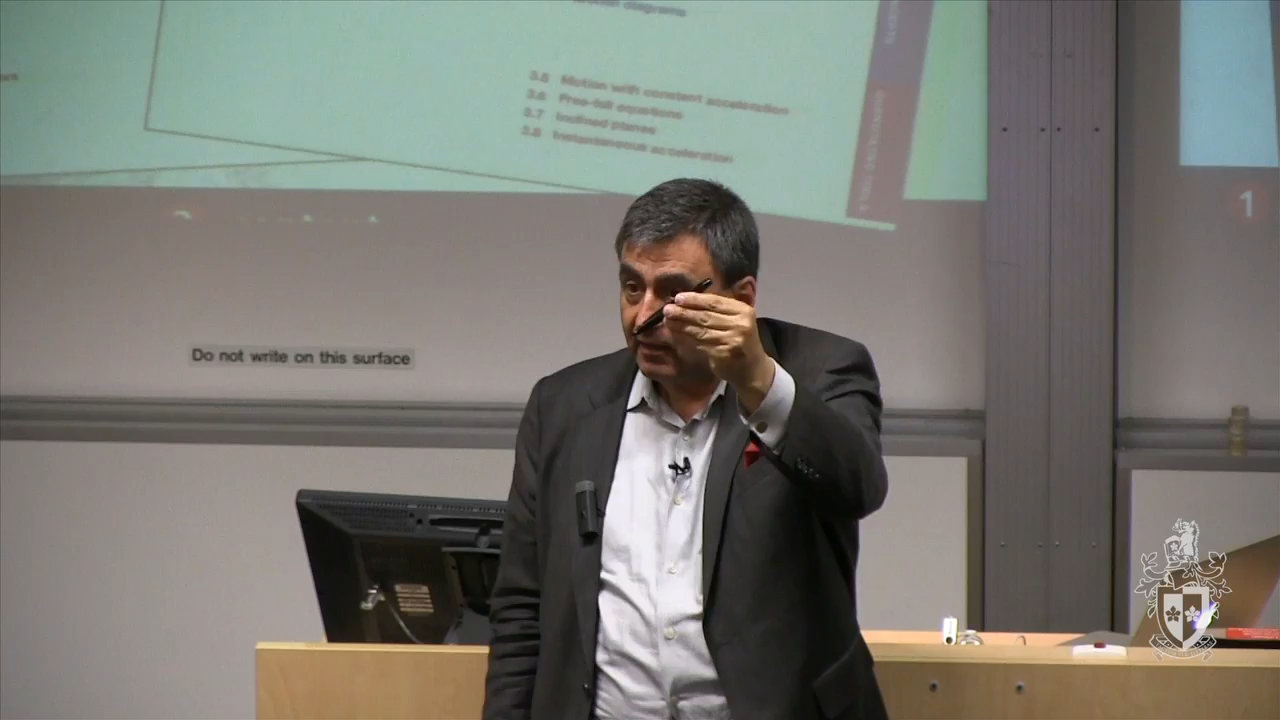 diagrams
3.5 Motion with constant acceleration
3.6 Free-fall equations
3.7 Inclined planes
3.8 Instantaneous acceleration
1
Do not write on this surface